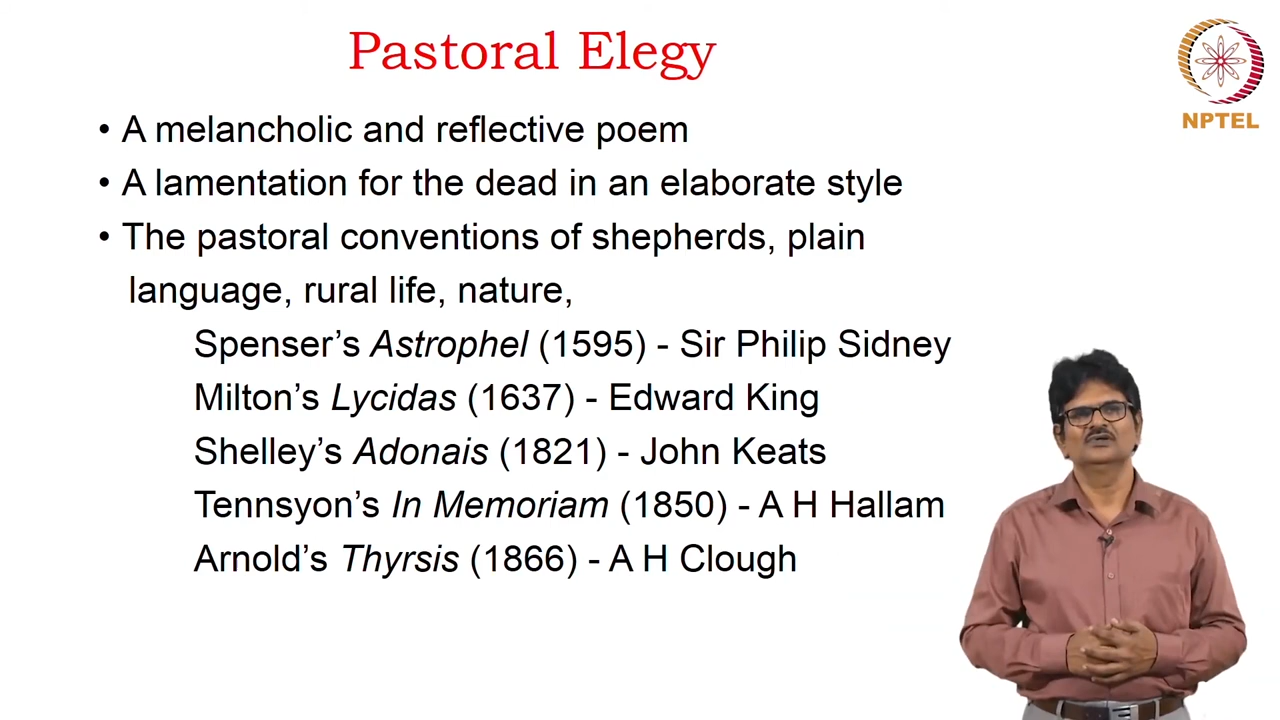 Pastoral Elegy
NPTEL
• A melancholic and reflective poem
• A lamentation for the dead in an elaborate style
• The pastoral conventions of shepherds, plain
language, rural life, nature,
Spenser’s Astrophel (1595) - Sir Philip Sidney
Milton’s Lycidas (1637) - Edward King
Shelley’s Adonais (1821) - John Keats
Tennsyon’s In Memoriam (1850) - A H Hallam
Arnold’s Thyrsis (1866) - A H Clough